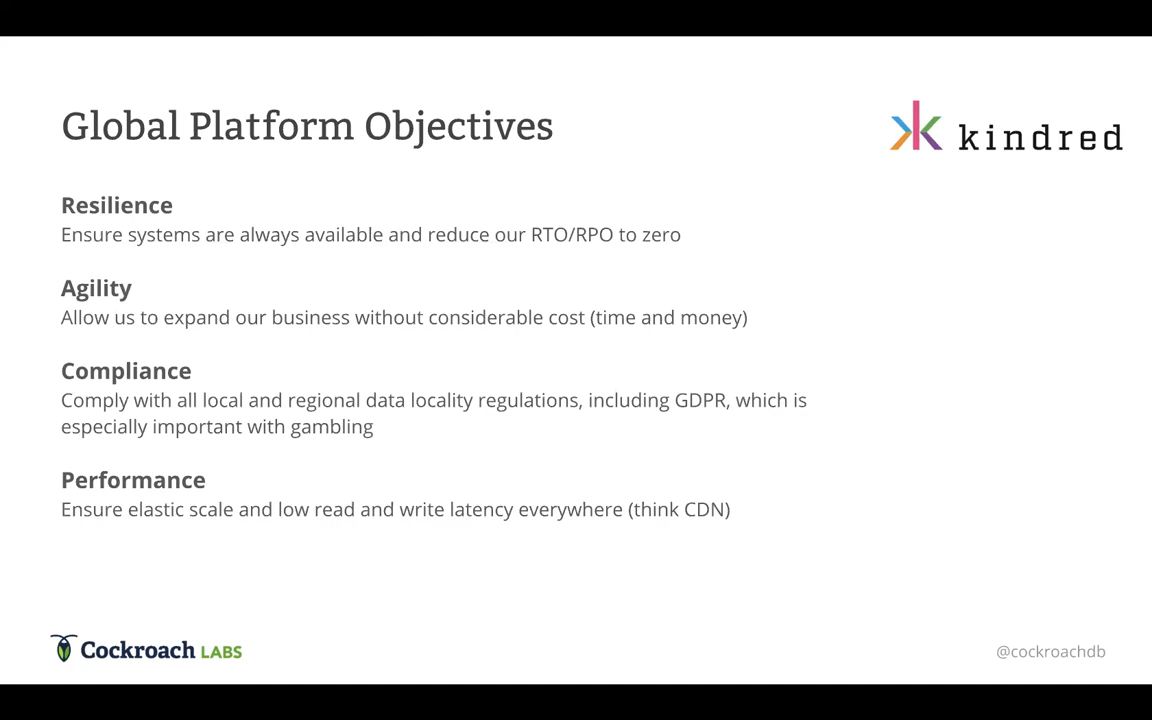 Global Platform Objectives
kindred
Resilience
Ensure systems are always available and reduce our RTO/RPO to zero
Agility
Allow us to expand our business without considerable cost (time and money)
Compliance
Comply with all local and regional data locality regulations, including GDPR, which is
especially important with gambling
Performance
Ensure elastic scale and low read and write latency everywhere (think CDN)
Cockroach LABS
@cockroachdb